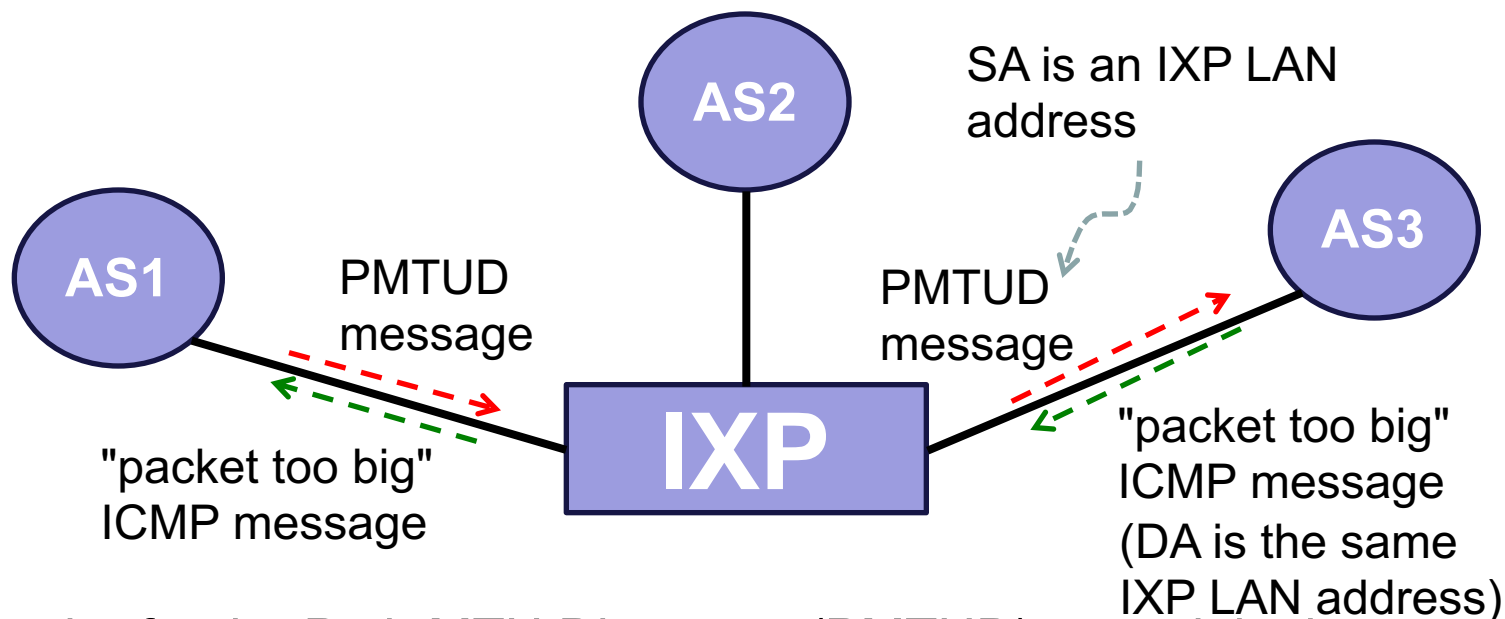 AS2
SA is an IXP LAN
address
AS3
AS1
PMTUD
message
PMTUD
message
IXP
"packet too big"
ICMP message
"packet too big"
ICMP message
(DA is the same
IXP LAN address)